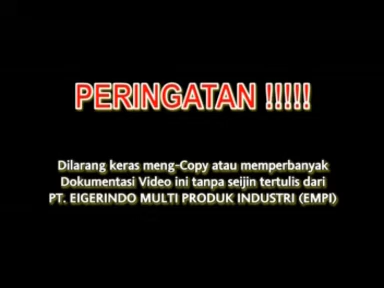 PERINGATAN !!!!!
Dilarang keras meng-Copy atau memperbanyak
Dokumentasi Video ini tanpa seijin tertulis dari
PT. EIGERINDO MULTI PRODUK INDUSTRI (EMPI)